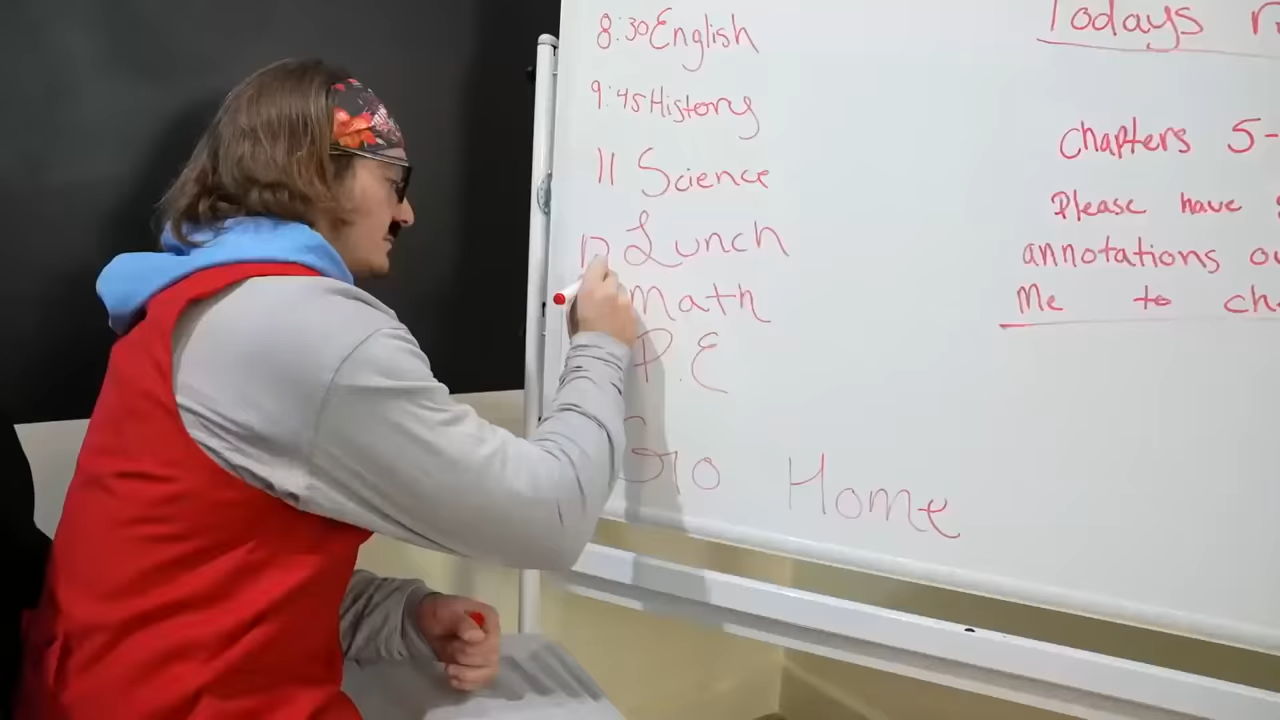 8:30 English
9:45 History
11 Science
12 Lunch
Math
P.E
Go Home
Todays
Chapters 5-
Please have
annotations
Me to